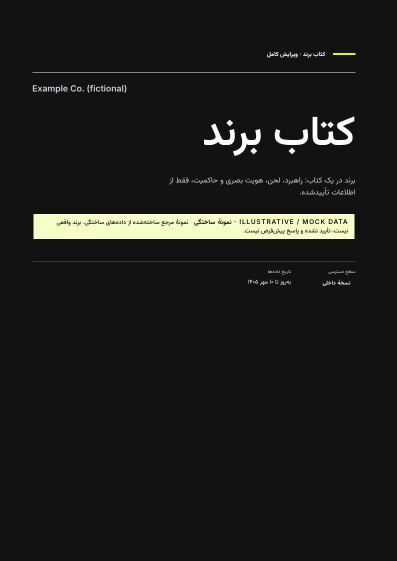 کتاب برند · ویرایش کامل
Example Co. (fictional)
کتاب برند
برند در یک کتاب: راهبرد، لحن، هویت بصری و حاکمیت، فقط از
اطلاعات تأییدشده.
ILLUSTRATIVE / MOCK DATA · نمونهٔ ساختگی نمونهٔ مرجع ساخته‌شده از داده‌های ساختگی. برند واقعی
نیست، تأیید نشده و پاسخ پیش‌فرض نیست.
سطح دسترسی
نسخهٔ داخلی
تاریخ داده‌ها
به‌روز تا ۱۰ مهر ۱۴۰۵